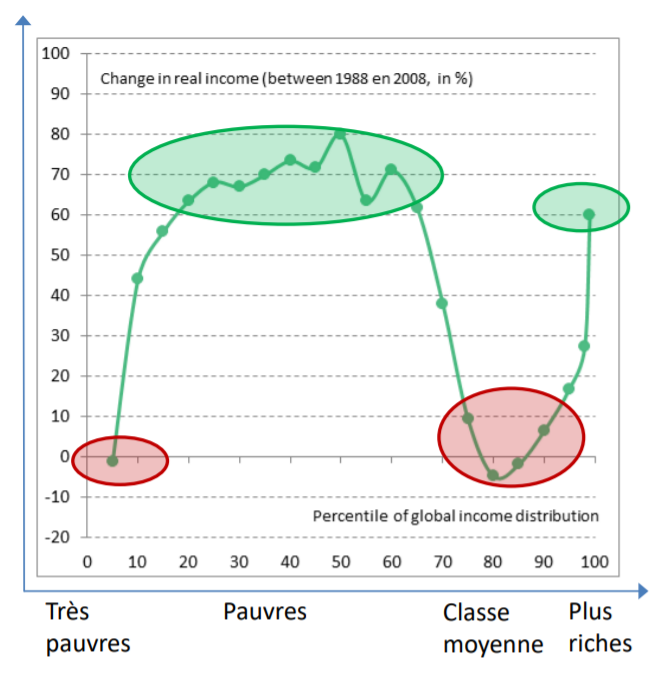 100
Change in real income (between 1988 en 2008, in %)
90
80
70
60
50
40
30
20
10
0
-10
Percentile of global income distribution
-20
0 10 20 30 40 50 60 70 80 90 100
Très pauvres
Pauvres
Classe moyenne
Plus riches